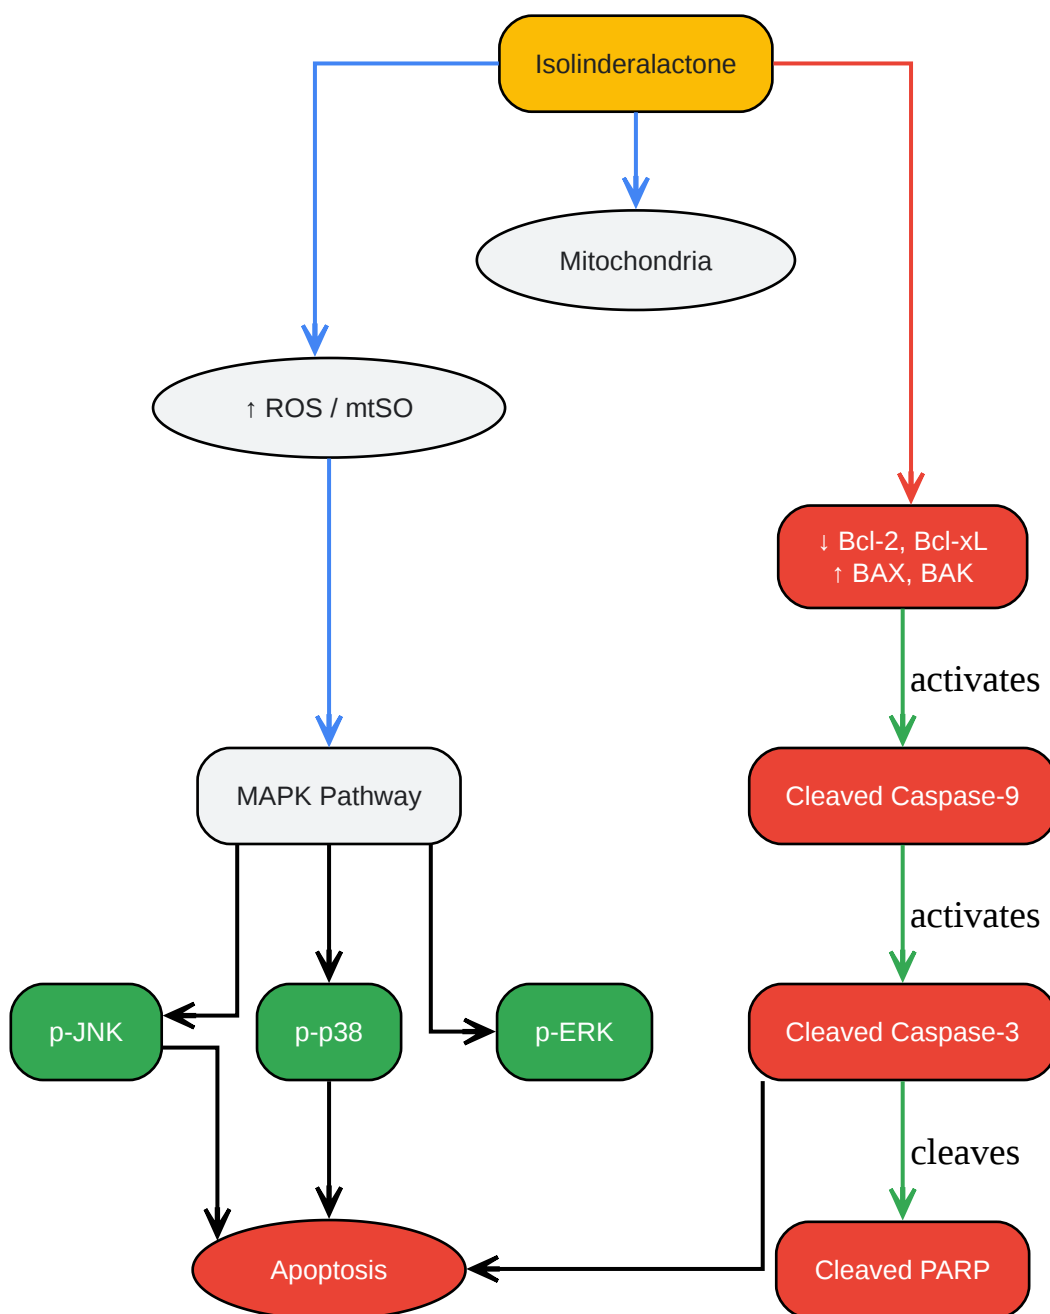 Isolinderalactone
Mitochondria
↑ ROS / mtSO
↓ Bcl-2, Bcl-xL
↑ BAX, BAK
activates
MAPK Pathway
Cleaved Caspase-9
activates
p-JNK
p-p38
p-ERK
Cleaved Caspase-3
cleaves
Apoptosis
Cleaved PARP